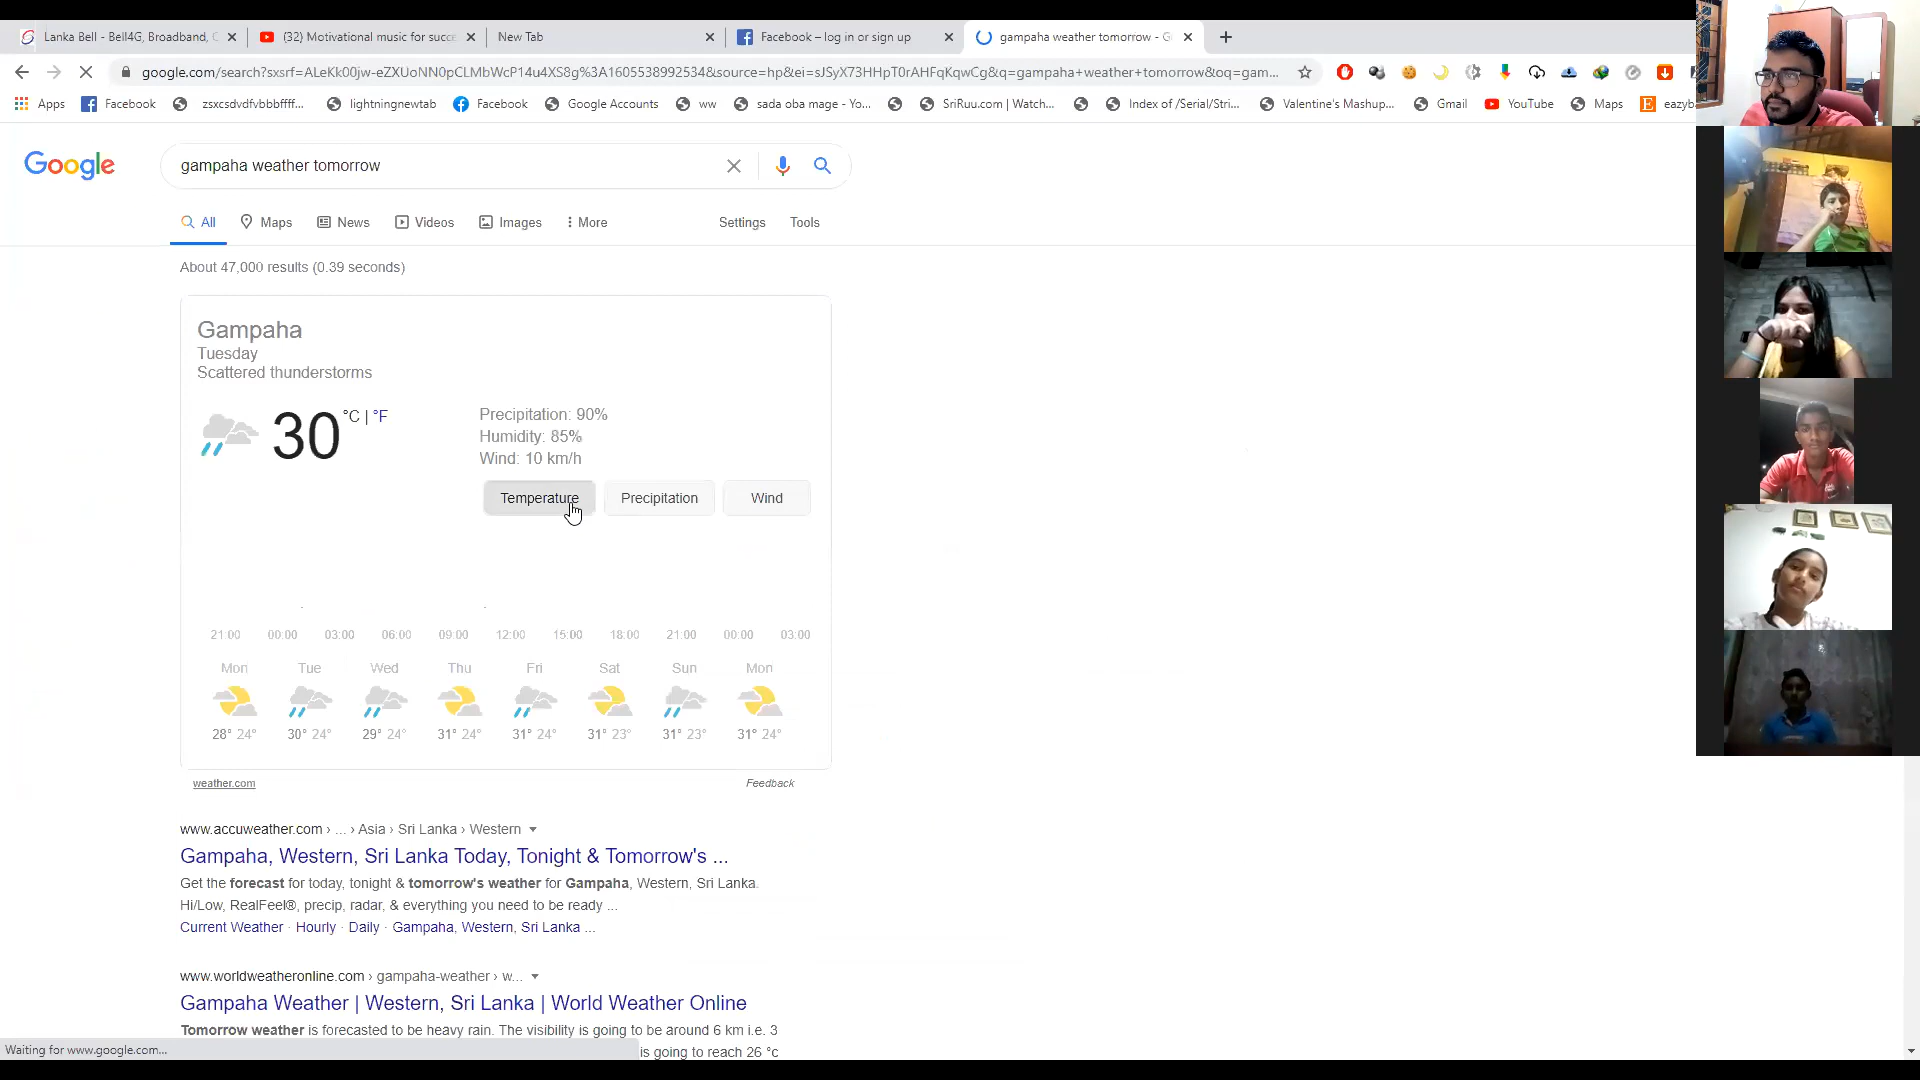 Lanka Bell - Bell4G, Broadband, C
(32) Motivational music for succe
New Tab
Facebook – log in or sign up
gampaha weather tomorrow - G
google.com/search?sxsrf=ALeKk00jw-eZXUoNN0pCLMbWcP14u4XS8g%3A1605538992534&source=hp&ei=sJSyX73HHpT0rAHFqKqwCg&q=gampaha+weather+tomorrow&oq=gam...
Apps
Facebook
zsxcsdvdfvbbbffff...
lightningnewtab
Facebook
Google Accounts
ww
sada oba mage - Yo...
SriRuu.com | Watch...
Index of /Serial/Stri...
Valentine's Mashup...
Gmail
YouTube
Maps
eazyb
Google
gampaha weather tomorrow
All
Maps
News
Videos
Images
More
Settings
Tools
About 47,000 results (0.39 seconds)
Gampaha
Tuesday
Scattered thunderstorms
30 °C | °F
Precipitation: 90%
Humidity: 85%
Wind: 10 km/h
Temperature
Precipitation
Wind
21:00 00:00 03:00 06:00 09:00 12:00 15:00 18:00 21:00 00:00 03:00
Mon Tue Wed Thu Fri Sat Sun Mon
28° 24° 30° 24° 29° 24° 31° 24° 31° 24° 31° 23° 31° 23° 31° 24°
weather.com
Feedback
www.accuweather.com › ... › Asia › Sri Lanka › Western
Gampaha, Western, Sri Lanka Today, Tonight & Tomorrow's ...
Get the forecast for today, tonight & tomorrow's weather for Gampaha, Western, Sri Lanka.
Hi/Low, RealFeel®, precip, radar, & everything you need to be ready ...
Current Weather · Hourly · Daily · Gampaha, Western, Sri Lanka ...
www.worldweatheronline.com › gampaha-weather › w...
Gampaha Weather | Western, Sri Lanka | World Weather Online
Tomorrow weather is forecasted to be heavy rain. The visibility is going to be around 6 km i.e. 3
is going to reach 26 °c
Waiting for www.google.com...